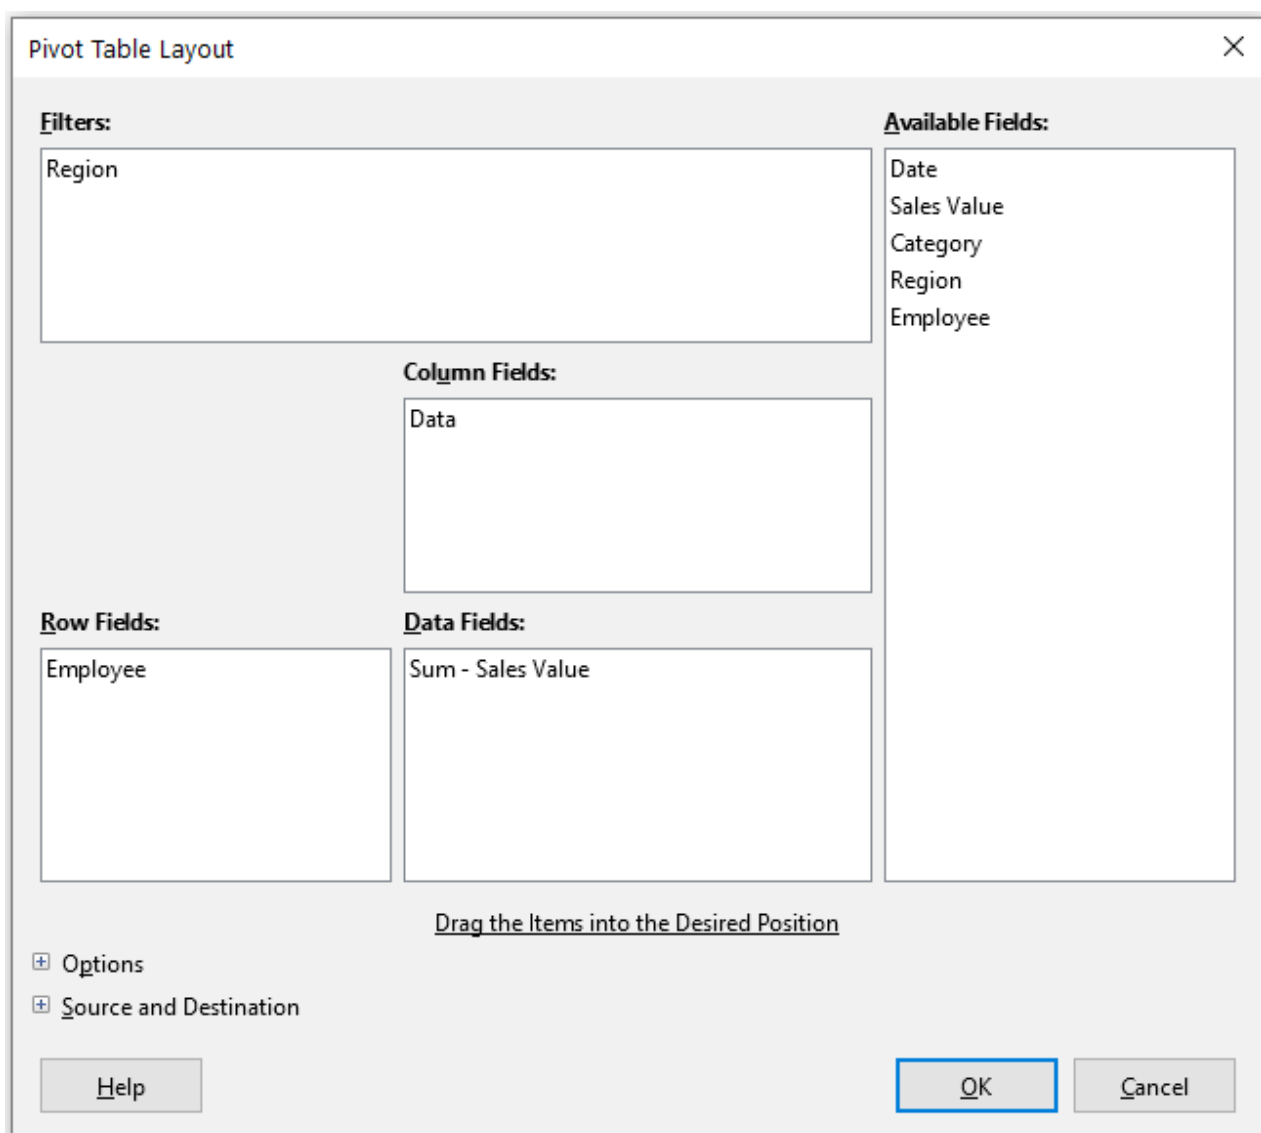 Pivot Table Layout
Filters:
Region
Available Fields:
Date
Sales Value
Category
Region
Employee
Column Fields:
Data
Row Fields:
Employee
Data Fields:
Sum - Sales Value
Drag the Items into the Desired Position
Options
Source and Destination
Help
OK
Cancel